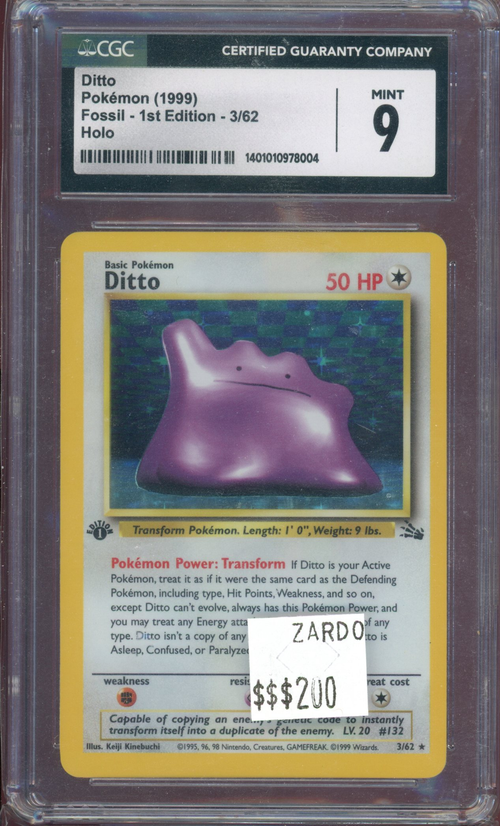 CGC CERTIFIED GUARANTY COMPANY
Ditto
Pokémon (1999)
Fossil - 1st Edition - 3/62
Holo
MINT
9
1401010978004
Basic Pokémon
Ditto
50 HP
EDITION
1
Transform Pokémon. Length: 1' 0", Weight: 9 lbs.
Pokémon Power: Transform If Ditto is your Active
Pokémon, treat it as if it were the same card as the Defending
Pokémon, including type, Hit Points, Weakness, and so on,
except Ditto can't evolve, always has this Pokémon Power, and
you may treat any Energy of any
type. Ditto isn't a copy of any is
Asleep, Confused, or
ZARDO
$$$200
weakness cost
Capable of copying an enemy's genetic code to instantly
transform itself into a duplicate of the enemy. LV. 20 #132
Illus. Keiji Kinebuchi ©1995, 96, 98 Nintendo, Creatures, GAMEFREAK. ©1999 Wizards. 3/62